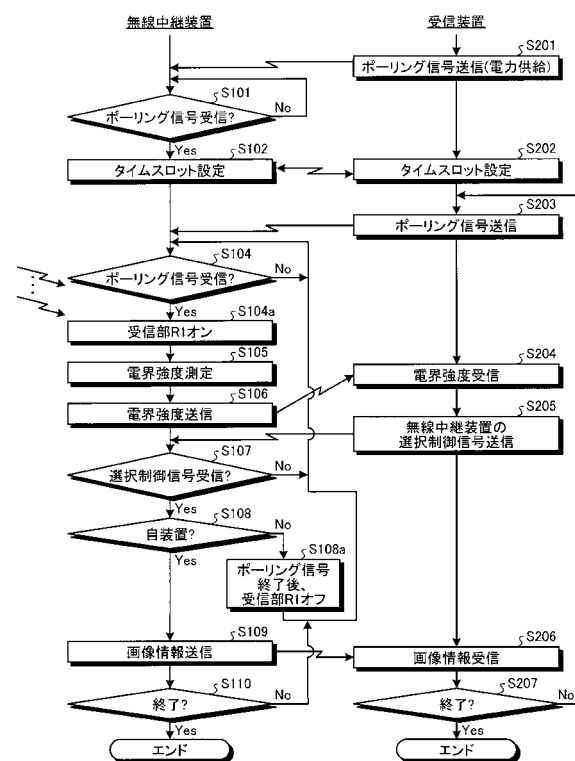 無線中継装置
受信装置
S201
ポーリング信号送信(電力供給)
S101
ポーリング信号受信?
No
Yes
S102
タイムスロット設定
S202
タイムスロット設定
S203
ポーリング信号送信
S104
ポーリング信号受信?
No
Yes
S104a
受信部R1オン
S105
電界強度測定
S204
電界強度受信
S106
電界強度送信
S205
無線中継装置の
選択制御信号送信
S107
選択制御信号受信?
No
Yes
S108
自装置?
No
Yes
S108a
ポーリング信号
終了後、
受信部R1オフ
S109
画像情報送信
S206
画像情報受信
S110
終了?
No
Yes
エンド
S207
終了?
No
Yes
エンド